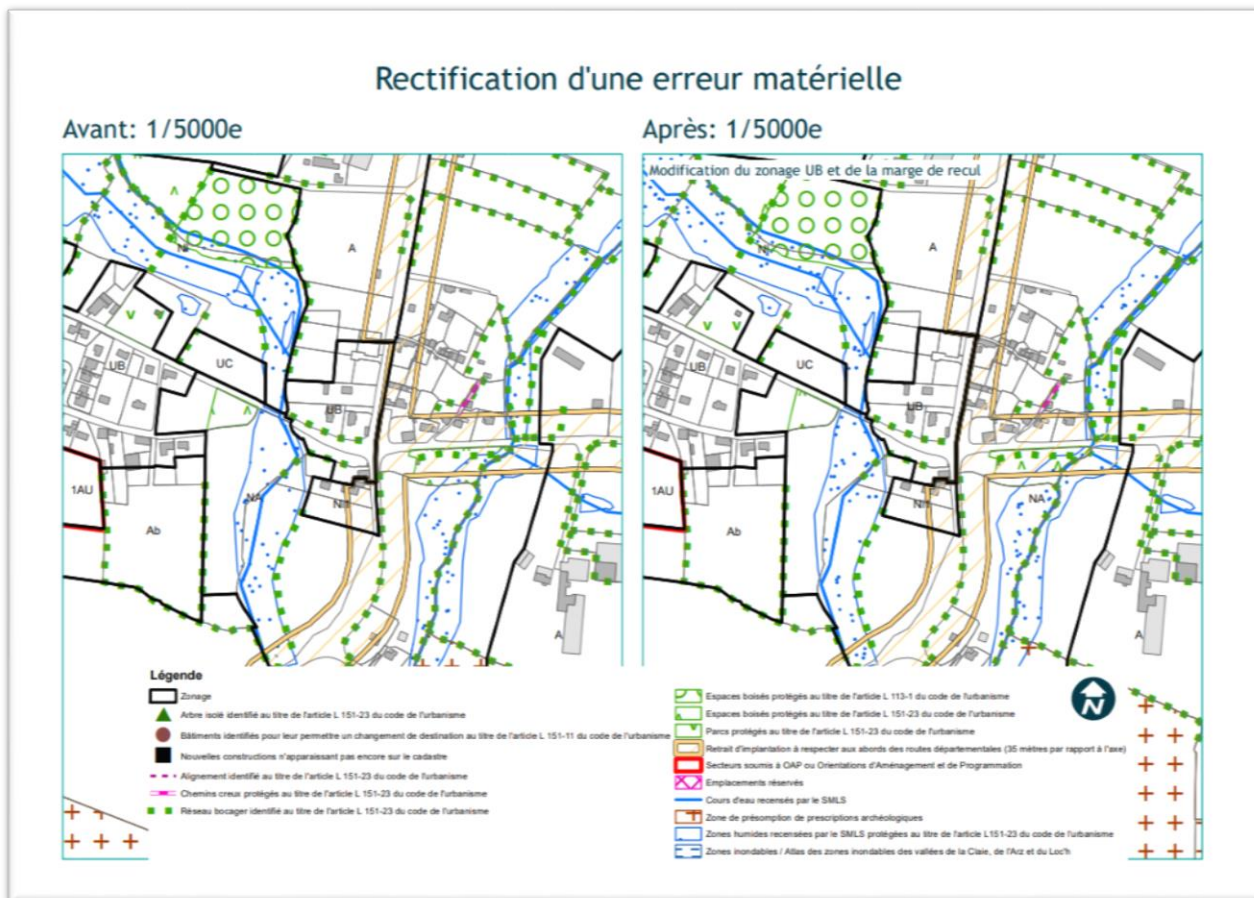 Rectification d'une erreur matérielle
Avant: 1/5000e
Après: 1/5000e
A
UB
UC
UB
1AU
Ab
NA
Nh
A
Modification du zonage UB et de la marge de recul
A
UB
UC
UB
1AU
Ab
NA
A
Légende
Zonage
Arbre isolé identifié au titre de l'article L 151-23 du code de l'urbanisme
Bâtiments identifiés pour leur permettre un changement de destination au titre de l'article L 151-11 du code de l'urbanisme
Nouvelles constructions n'apparaissant pas encore sur le cadastre
Alignement identifié au titre de l'article L 151-23 du code de l'urbanisme
Chemins creux protégés au titre de l'article L 151-23 du code de l'urbanisme
Réseau bocager identifié au titre de l'article L 151-23 du code de l'urbanisme
Espaces boisés protégés au titre de l'article L 113-1 du code de l'urbanisme
Espaces boisés protégés au titre de l'article L 151-23 du code de l'urbanisme
Parcs protégés au titre de l'article L 151-23 du code de l'urbanisme
Retrait d'implantation à respecter aux abords des routes départementales (35 mètres par rapport à l'axe)
Secteurs soumis à OAP ou Orientations d'Aménagement et de Programmation
Emplacements réservés
Cours d'eau recensés par le SMLS
Zone de présomption de prescriptions archéologiques
Zones humides recensées par le SMLS protégées au titre de l'article L151-23 du code de l'urbanisme
Zones inondables / Atlas des zones inondables des vallées de la Claie, de l'Arz et du Loc'h
N